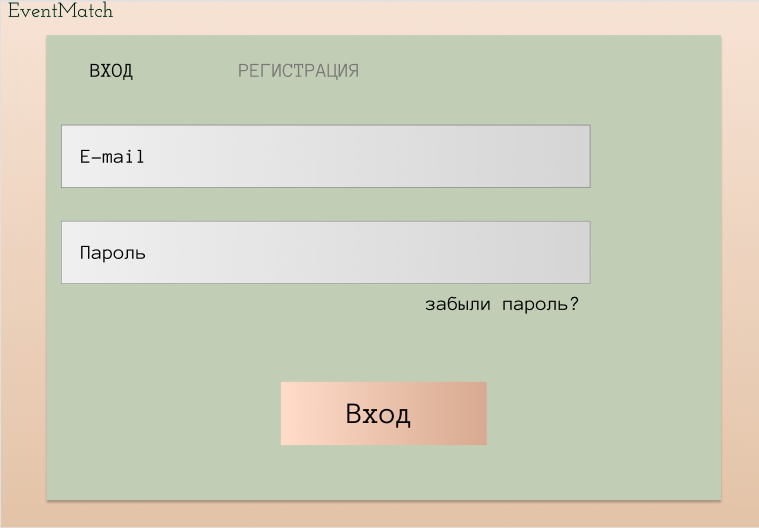 EventMatch
ВХОД РЕГИСТРАЦИЯ
E-mail
Пароль
забыли пароль?
Вход